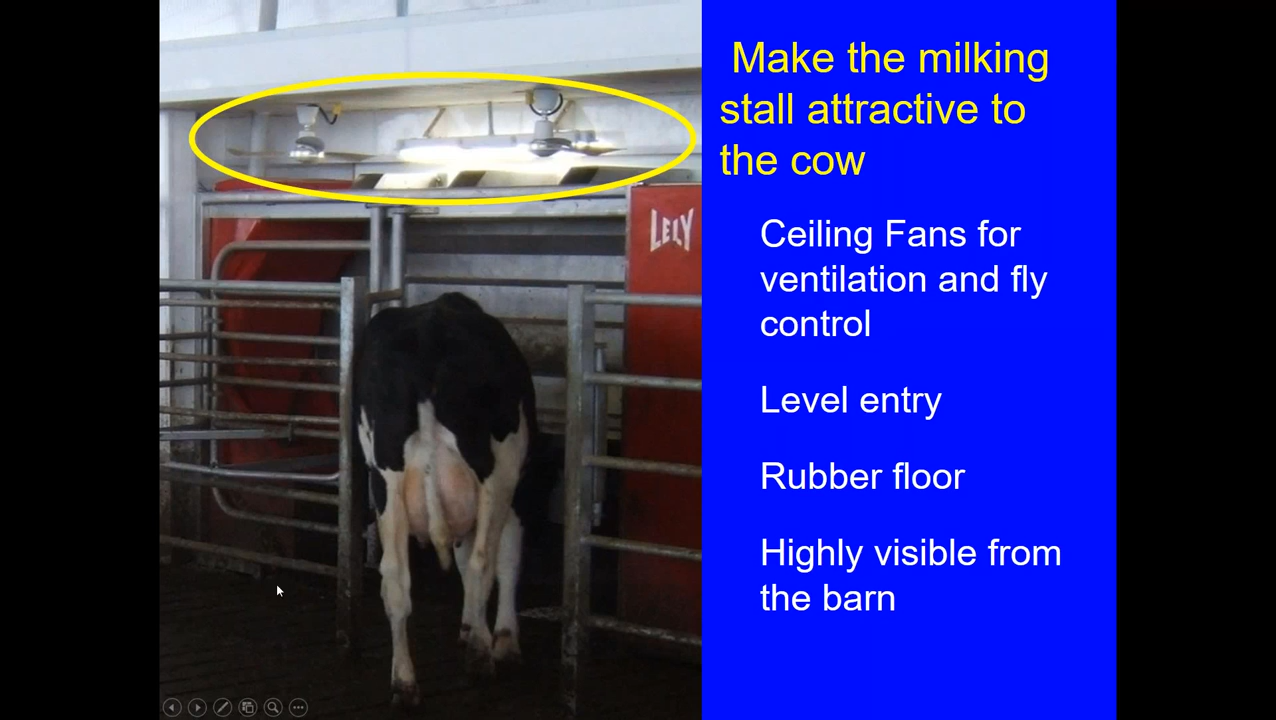 Make the milking
stall attractive to
the cow
LELY
Ceiling Fans for
ventilation and fly
control
Level entry
Rubber floor
Highly visible from
the barn